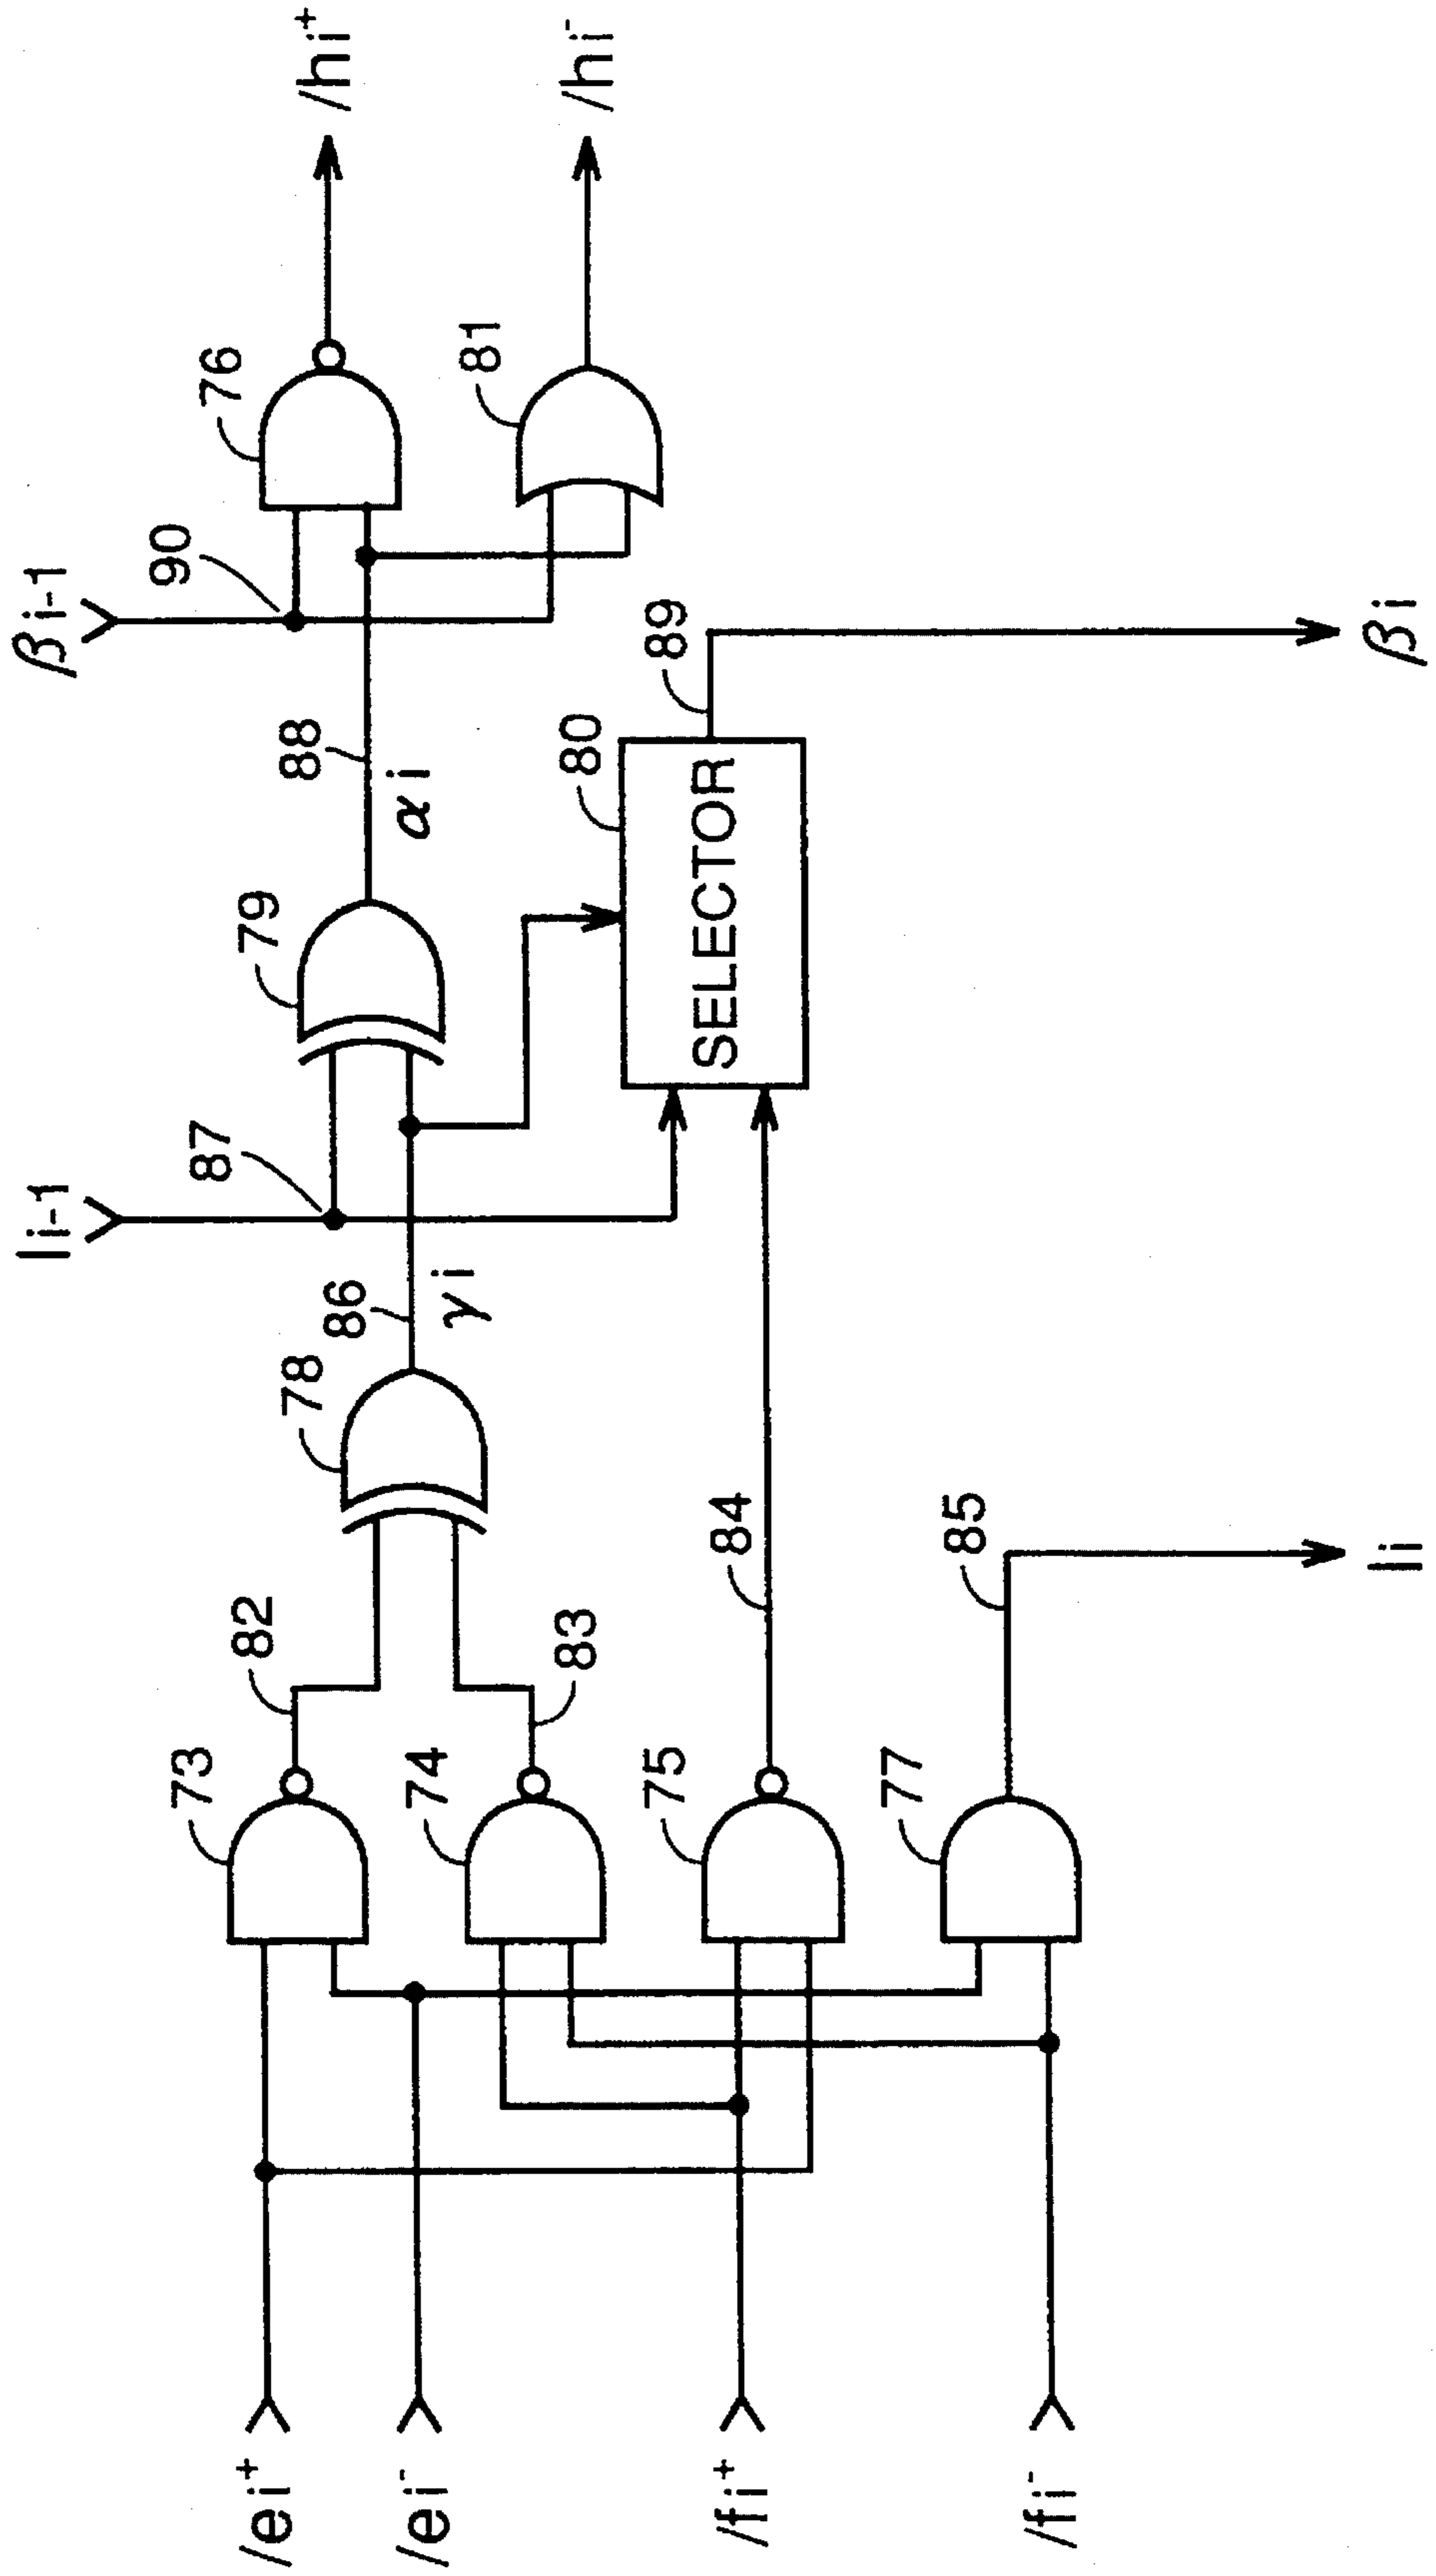 βi-1
li-1
90
76
/hi⁺
87
79
88
81
/hi⁻
αi
78
86
γi
80
89
SELECTOR
73
82
74
83
75
84
77
85
/ei⁺
/ei⁻
/fi⁺
/fi⁻
li
βi